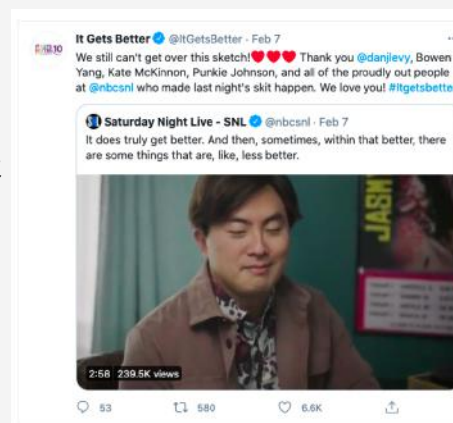 It Gets Better @ItGetsBetter · Feb 7
We still can't get over this sketch!❤❤❤ Thank you @danjlevy, Bowen
Yang, Kate McKinnon, Punkie Johnson, and all of the proudly out people
at @nbcsnl who made last night's skit happen. We love you! #itgetsbette
Saturday Night Live - SNL @nbcsnl · Feb 7
It does truly get better. And then, sometimes, within that better, there
are some things that are, like, less better.
JASM
2:58 239.5K views
53 580 6.6K